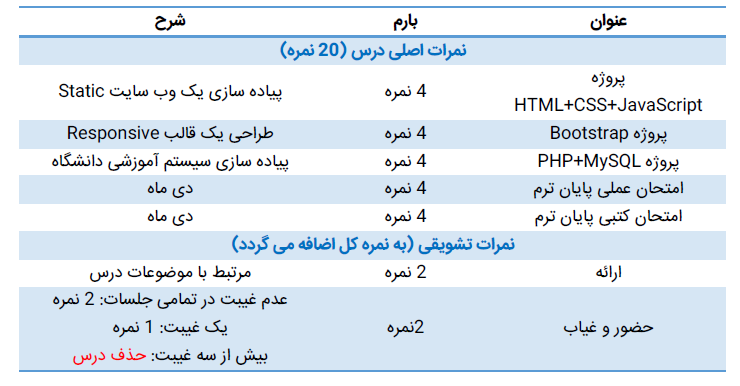 عنوان بارم شرح
نمرات اصلی درس (20 نمره)
پروژه
HTML+CSS+JavaScript 4 نمره پیاده سازی یک وب سایت Static
پروژه Bootstrap 4 نمره طراحی یک قالب Responsive
پروژه PHP+MySQL 4 نمره پیاده سازی سیستم آموزشی دانشگاه
امتحان عملی پایان ترم 4 نمره دی ماه
امتحان کتبی پایان ترم 4 نمره دی ماه
نمرات تشویقی (به نمره کل اضافه می گردد)
ارائه 2 نمره مرتبط با موضوعات درس
حضور و غیاب 2نمره عدم غیبت در تمامی جلسات: 2 نمره
یک غیبت: 1 نمره
بیش از سه غیبت: حذف درس